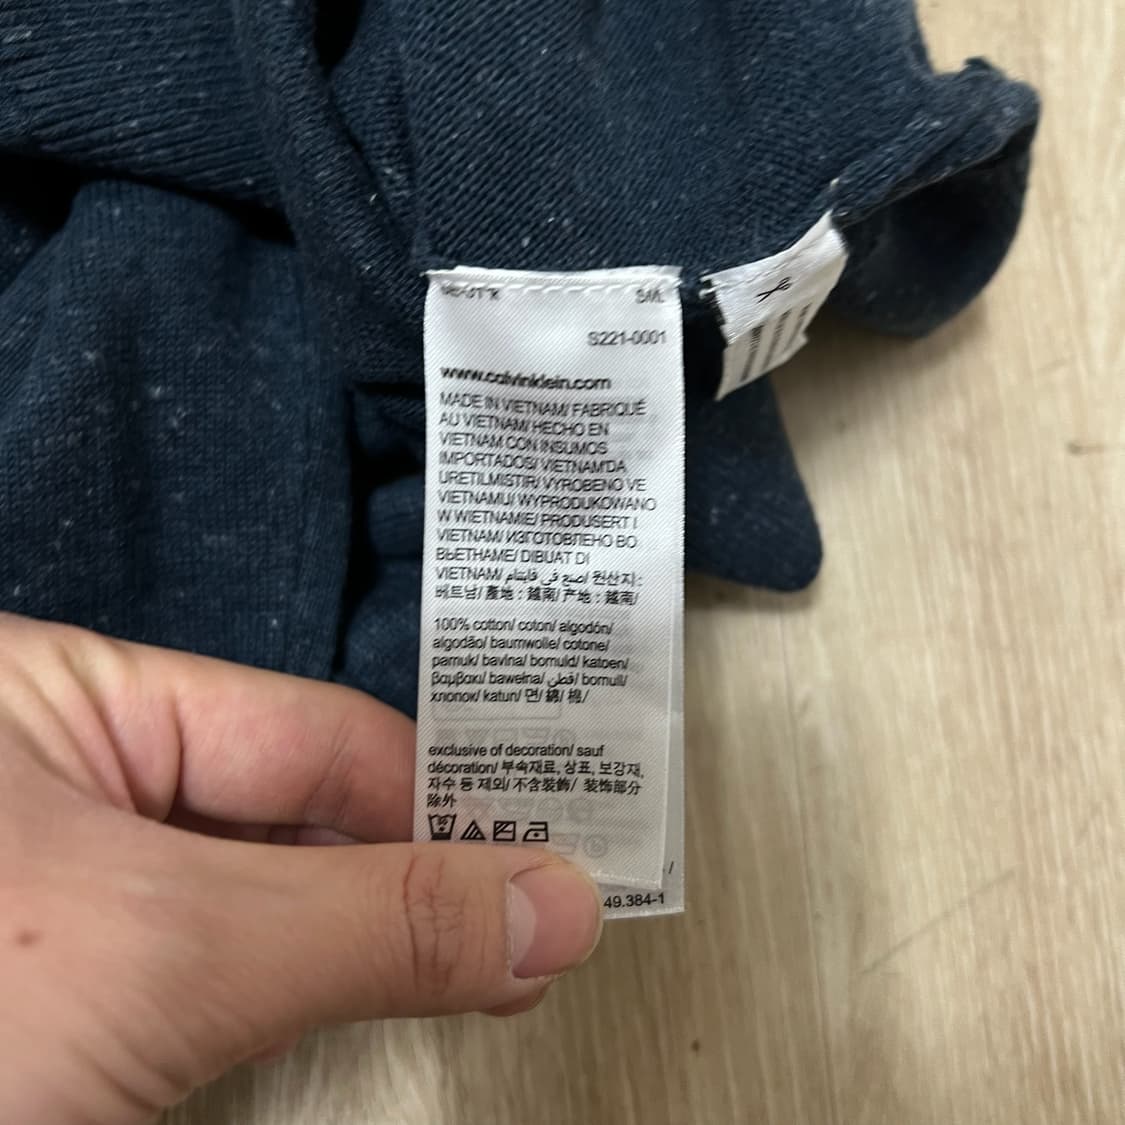 S221-0001
www.calvinklein.com
MADE IN VIETNAM/ FABRIQUÉ
AU VIETNAM/ HECHO EN
VIETNAM CON INSUMOS
IMPORTADOS/ VIETNAM'DA
ÜRETILMISTIR/ VYROBENO VE
VIETNAMU/ WYPRODUKOWANO
W WIETNAMIE/ PRODUSERT I
VIETNAM/ ИЗГОТОВЛЕНО ВО
ВЬЕТНАМЕ/ DIBUAT DI
VIETNAM/ اصنع في فايتنام/ 원산지:
베트남/ 產地 : 越南/ 产地 : 越南/
100% cotton/ coton/ algodón/
algodão/ baumwolle/ cotone/
pamuk/ bavlna/ bomuld/ katoen/
βαμβακι/ bawełna/ قطن/ bomull/
хлопок/ katun/ 면/ 綿/ 棉/
exclusive of decoration/ sauf
décoration/ 부속재료, 상표, 보강재,
자수 등 제외/ 不含裝飾/ 装饰部分
除外
/
49.384-1